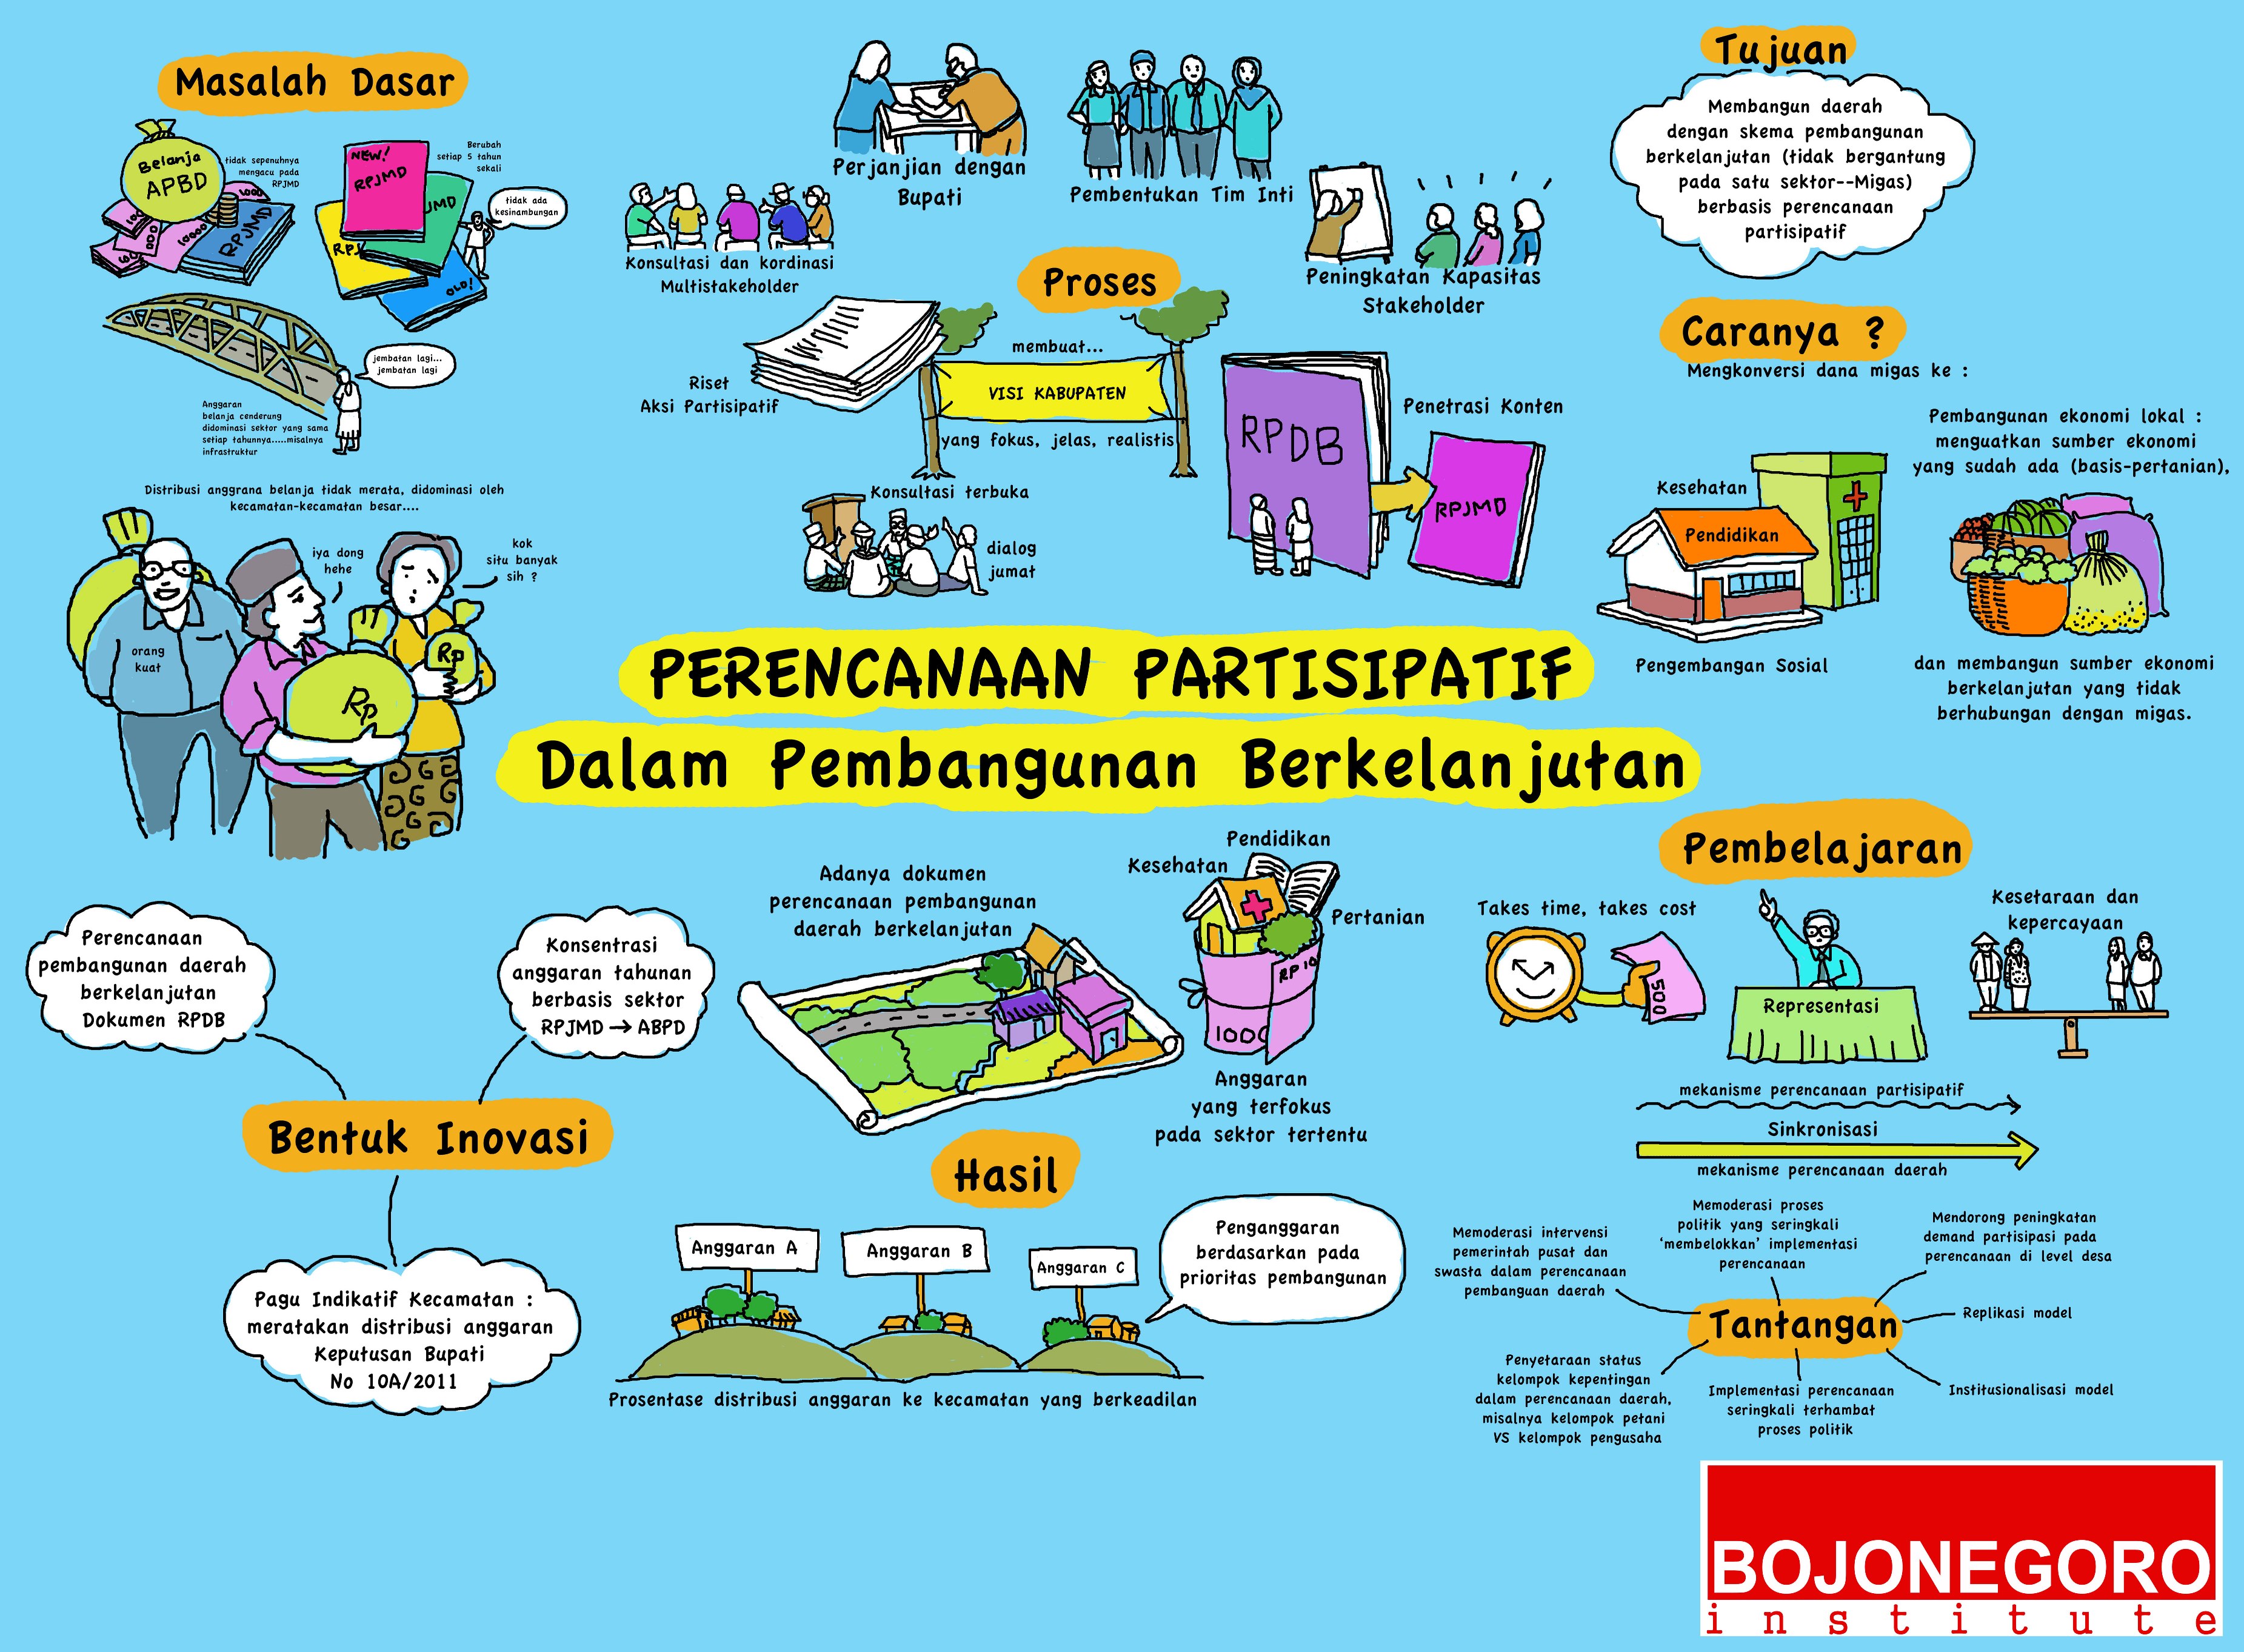 Masalah Dasar
Belanja
APBD
tidak sepenuhnya
mengacu pada
RPJMD
1000
100
000
10000
RPJMD
NEW!
RPJMD
JMD
RPJ
OLD!
Berubah
setiap 5 tahun
sekali
tidak ada
kesinambungan
jembatan lagi...
jembatan lagi
Anggaran
belanja cenderung
didominasi sektor yang sama
setiap tahunnya.....misalnya
infrastruktur
Distribusi anggrana belanja tidak merata, didominasi oleh
kecamatan-kecamatan besar....
orang
kuat
iya dong
hehe
kok
situ banyak
sih ?
Rp
Rp
Perjanjian dengan
Bupati
Pembentukan Tim Inti
Konsultasi dan kordinasi
Multistakeholder
Peningkatan Kapasitas
Stakeholder
Proses
Riset
Aksi Partisipatif
membuat...
VISI KABUPATEN
yang fokus, jelas, realistis
Konsultasi terbuka
dialog
jumat
RPDB
Penetrasi Konten
RPJMD
Tujuan
Membangun daerah
dengan skema pembangunan
berkelanjutan (tidak bergantung
pada satu sektor--Migas)
berbasis perencanaan
partisipatif
Caranya ?
Mengkonversi dana migas ke :
Kesehatan
Pendidikan
Pengembangan Sosial
Pembangunan ekonomi lokal :
menguatkan sumber ekonomi
yang sudah ada (basis-pertanian),
dan membangun sumber ekonomi
berkelanjutan yang tidak
berhubungan dengan migas.
PERENCANAAN PARTISIPATIF
Dalam Pembangunan Berkelanjutan
Perencanaan
pembangunan daerah
berkelanjutan
Dokumen RPDB
Konsentrasi
anggaran tahunan
berbasis sektor
RPJMD → ABPD
Bentuk Inovasi
Pagu Indikatif Kecamatan :
meratakan distribusi anggaran
Keputusan Bupati
No 10A/2011
Adanya dokumen
perencanaan pembangunan
daerah berkelanjutan
Pendidikan
Kesehatan
Pertanian
RP 10
1000
Anggaran
yang terfokus
pada sektor tertentu
Hasil
Anggaran A
Anggaran B
Anggaran C
Penganggaran
berdasarkan pada
prioritas pembangunan
Prosentase distribusi anggaran ke kecamatan yang berkeadilan
Pembelajaran
Takes time, takes cost
500
Representasi
Kesetaraan dan
kepercayaan
mekanisme perencanaan partisipatif
Sinkronisasi
mekanisme perencanaan daerah
Memoderasi intervensi
pemerintah pusat dan
swasta dalam perencanaan
pembanguan daerah
Memoderasi proses
politik yang seringkali
'membelokkan' implementasi
perencanaan
Mendorong peningkatan
demand partisipasi pada
perencanaan di level desa
Tantangan
Replikasi model
Institusionalisasi model
Implementasi perencanaan
seringkali terhambat
proses politik
Penyetaraan status
kelokpok kepentingan
dalam perencanaan daerah,
misalnya kelompok petani
VS kelompok pengusaha
BOJONEGORO
institute